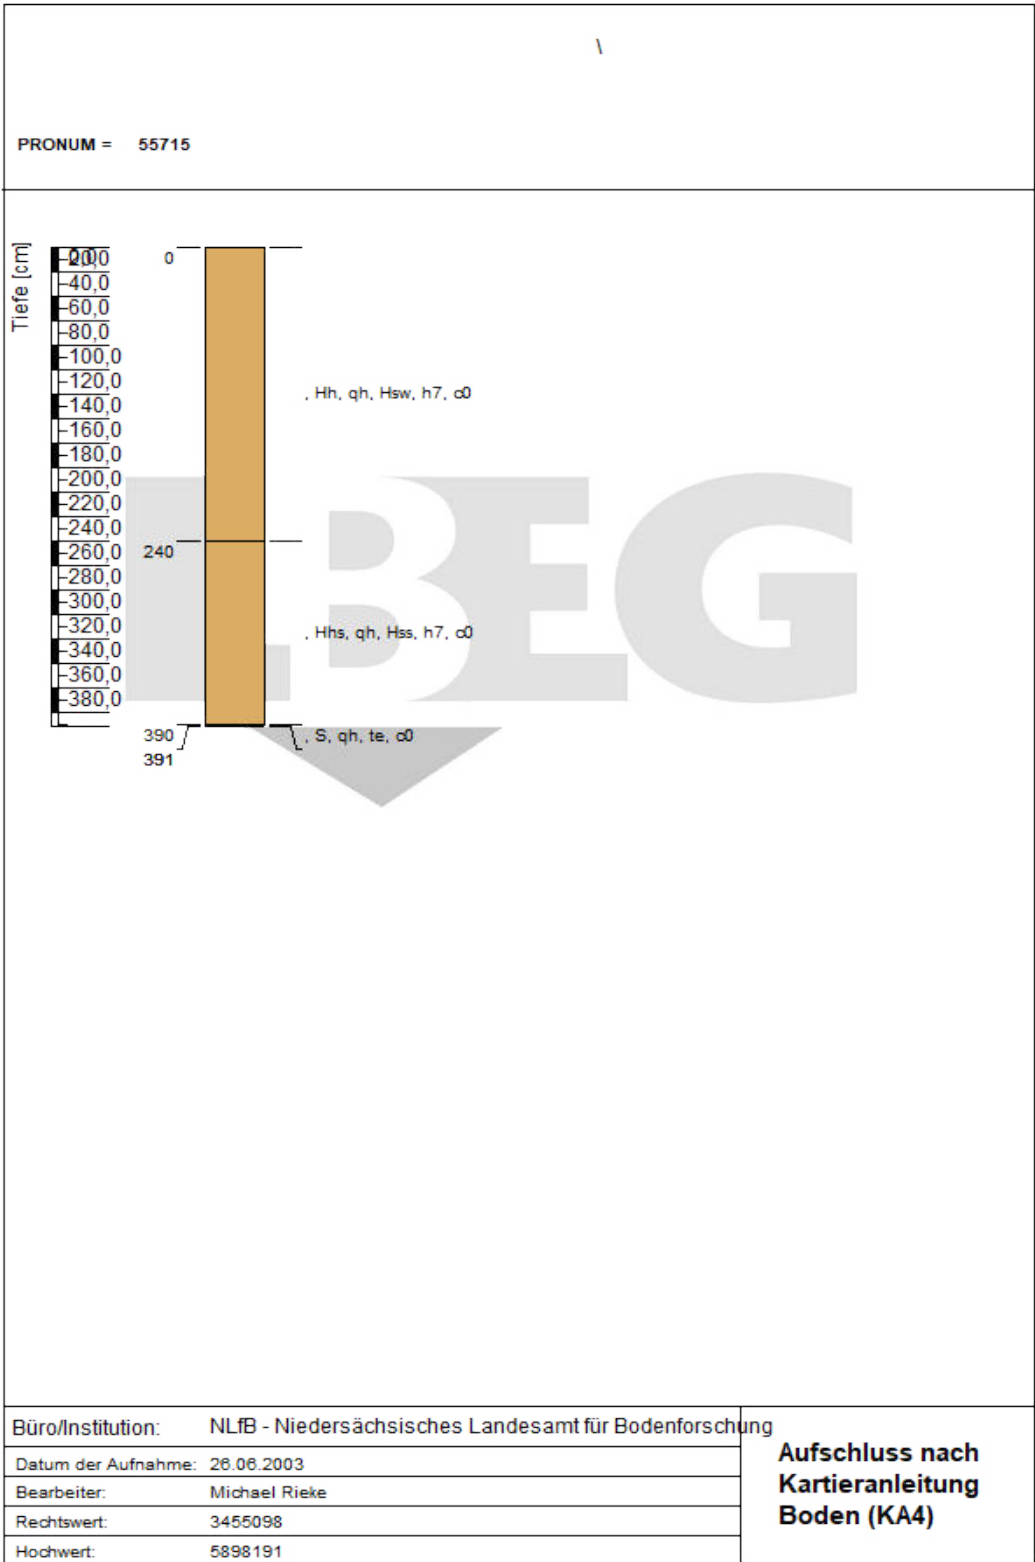 \
PRONUM = 55715
Tiefe [cm]
0
-40,0
-60,0
-80,0
-100,0
-120,0
-140,0
-160,0
-180,0
-200,0
-220,0
-240,0
-260,0
-280,0
-300,0
-320,0
-340,0
-360,0
-380,0
, Hh, qh, Hsw, h7, c0
240
, Hhs, qh, Hss, h7, c0
390
, S, qh, te, c0
391
LBEG
Büro/Institution: NLfB - Niedersächsisches Landesamt für Bodenforschung
Datum der Aufnahme: 26.06.2003
Bearbeiter: Michael Rieke
Rechtswert: 3455098
Hochwert: 5898191
Aufschluss nach
Kartieranleitung
Boden (KA4)